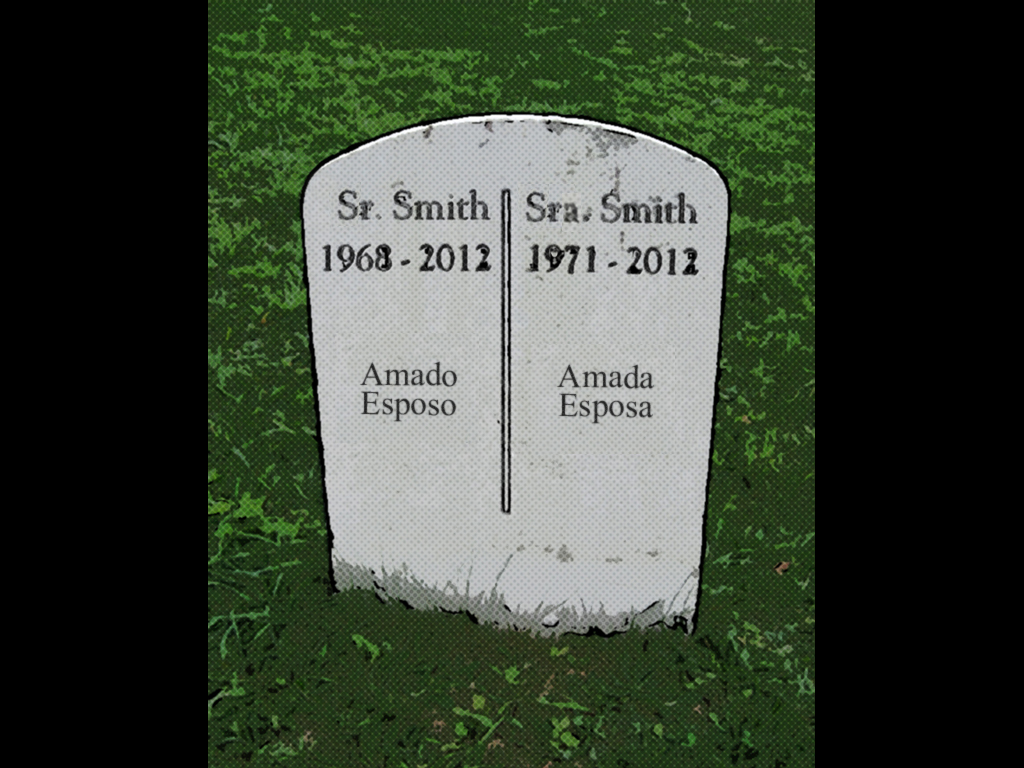 Sr. Smith
1968 - 2012
Amado
Esposo
Sra. Smith
1971 - 2012
Amada
Esposa